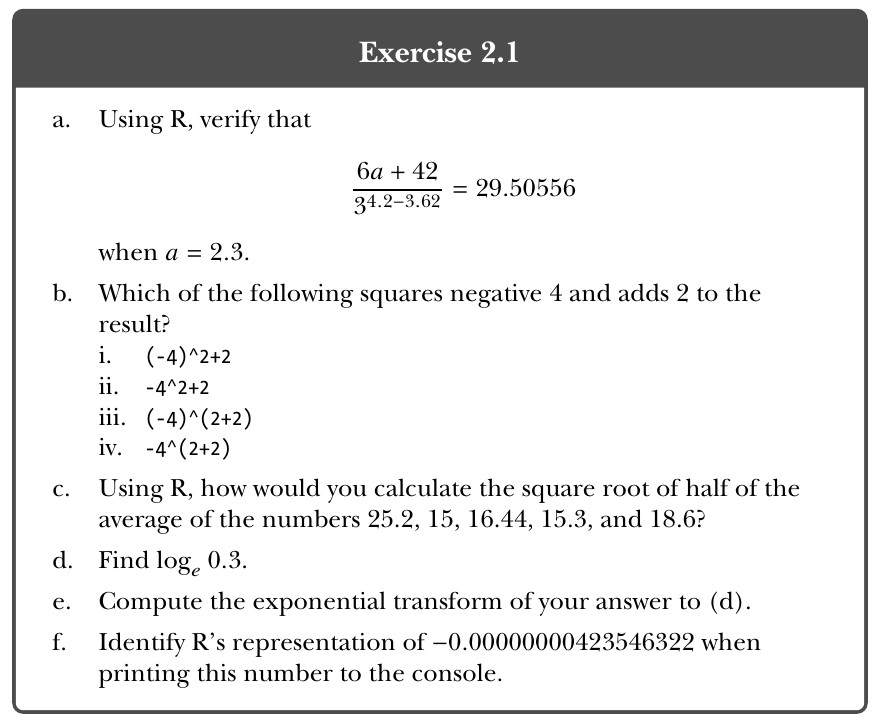 Exercise 2.1
a. Using R, verify that
6a + 42
3^4.2−3.62 = 29.50556
when a = 2.3.
b. Which of the following squares negative 4 and adds 2 to the
result?
i. (-4)^2+2
ii. -4^2+2
iii. (-4)^(2+2)
iv. -4^(2+2)
c. Using R, how would you calculate the square root of half of the
average of the numbers 25.2, 15, 16.44, 15.3, and 18.6?
d. Find log_e 0.3.
e. Compute the exponential transform of your answer to (d).
f. Identify R’s representation of −0.00000000423546322 when
printing this number to the console.